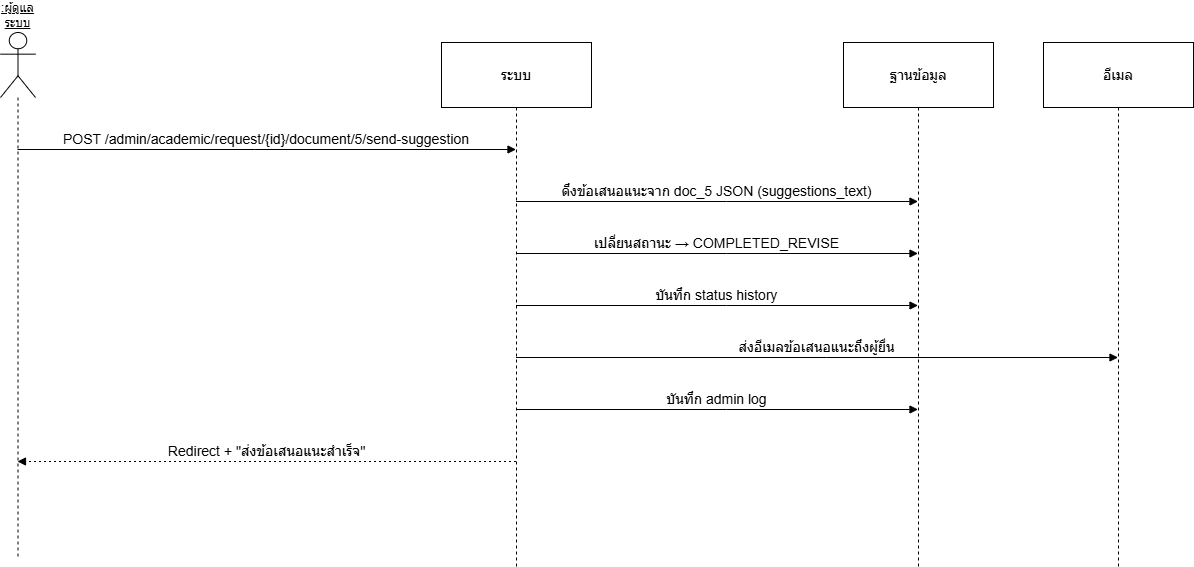 :ผู้ดูแล
ระบบ
ระบบ
ฐานข้อมูล
อีเมล
POST /admin/academic/request/{id}/document/5/send-suggestion
ดึงข้อเสนอแนะจาก doc_5 JSON (suggestions_text)
เปลี่ยนสถานะ → COMPLETED_REVISE
บันทึก status history
ส่งอีเมลข้อเสนอแนะถึงผู้ยื่น
บันทึก admin log
Redirect + "ส่งข้อเสนอแนะสำเร็จ"